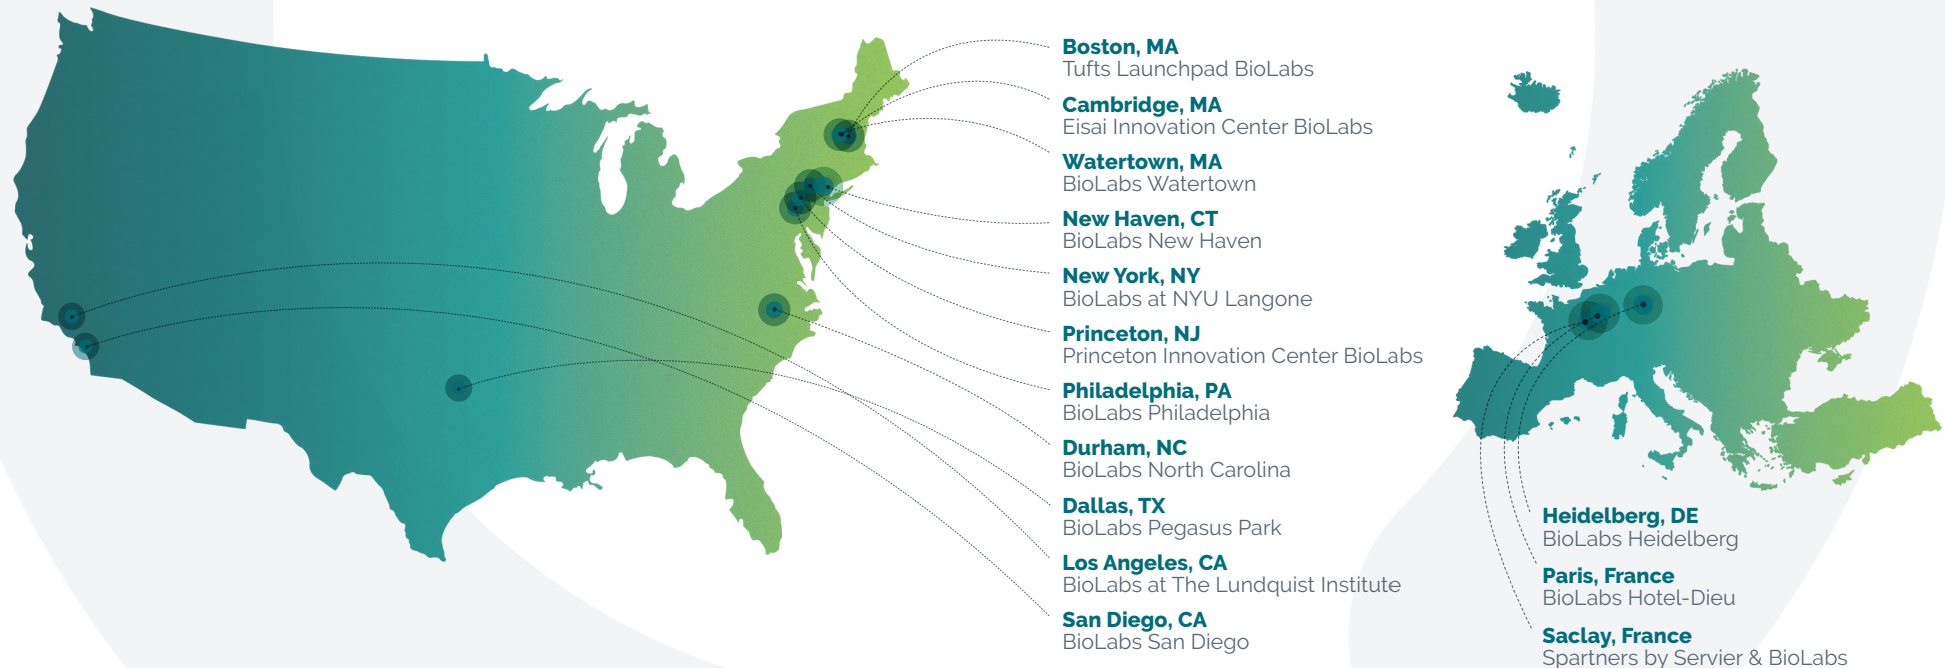 Boston, MA
Tufts Launchpad BioLabs
Cambridge, MA
Eisai Innovation Center BioLabs
Watertown, MA
BioLabs Watertown
New Haven, CT
BioLabs New Haven
New York, NY
BioLabs at NYU Langone
Princeton, NJ
Princeton Innovation Center BioLabs
Philadelphia, PA
BioLabs Philadelphia
Durham, NC
BioLabs North Carolina
Dallas, TX
BioLabs Pegasus Park
Los Angeles, CA
BioLabs at The Lundquist Institute
San Diego, CA
BioLabs San Diego
Heidelberg, DE
BioLabs Heidelberg
Paris, France
BioLabs Hotel-Dieu
Saclay, France
Spartners by Servier & BioLabs